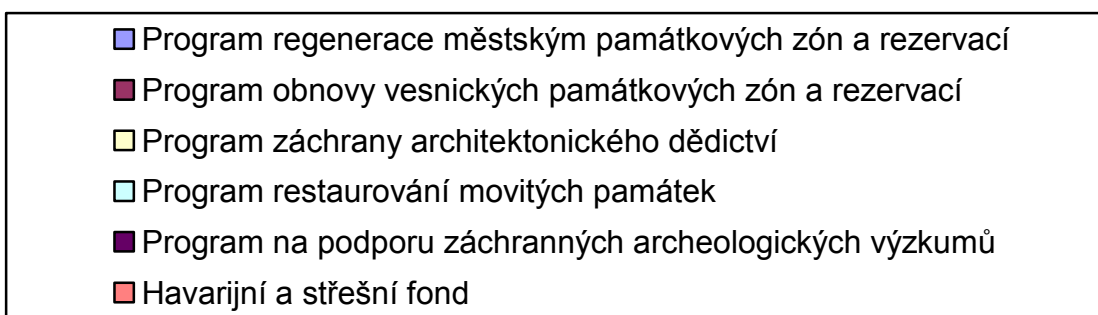 Program regenerace městským památkových zón a rezervací
Program obnovy vesnických památkových zón a rezervací
Program záchrany architektonického dědictví
Program restaurování movitých památek
Program na podporu záchranných archeologických výzkumů
Havarijní a střešní fond